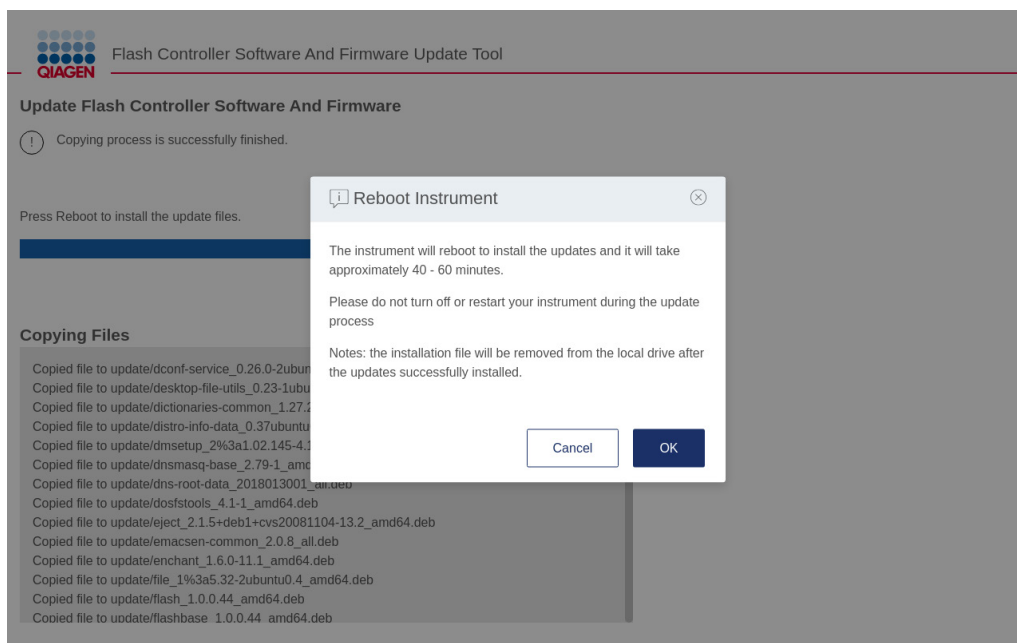 QIAGEN
Flash Controller Software And Firmware Update Tool
Update Flash Controller Software And Firmware
! Copying process is successfully finished.
Press Reboot to install the update files.
i Reboot Instrument
The instrument will reboot to install the updates and it will take
approximately 40 - 60 minutes.
Please do not turn off or restart your instrument during the update
process
Notes: the installation file will be removed from the local drive after
the updates successfully installed.
Cancel
OK
Copying Files
Copied file to update/dconf-service_0.26.0-2ubun
Copied file to update/desktop-file-utils_0.23-1ubu
Copied file to update/dictionaries-common_1.27.2
Copied file to update/distro-info-data_0.37ubuntu
Copied file to update/dmsetup_2%3a1.02.145-4.1
Copied file to update/dnsmasq-base_2.79-1_amd
Copied file to update/dns-root-data_2018013001_all.deb
Copied file to update/dosfstools_4.1-1_amd64.deb
Copied file to update/eject_2.1.5+deb1+cvs20081104-13.2_amd64.deb
Copied file to update/emacsen-common_2.0.8_all.deb
Copied file to update/enchant_1.6.0-11.1_amd64.deb
Copied file to update/file_1%3a5.32-2ubuntu0.4_amd64.deb
Copied file to update/flash_1.0.0.44_amd64.deb
Copied file to update/flashbase_1.0.0.44_amd64.deb